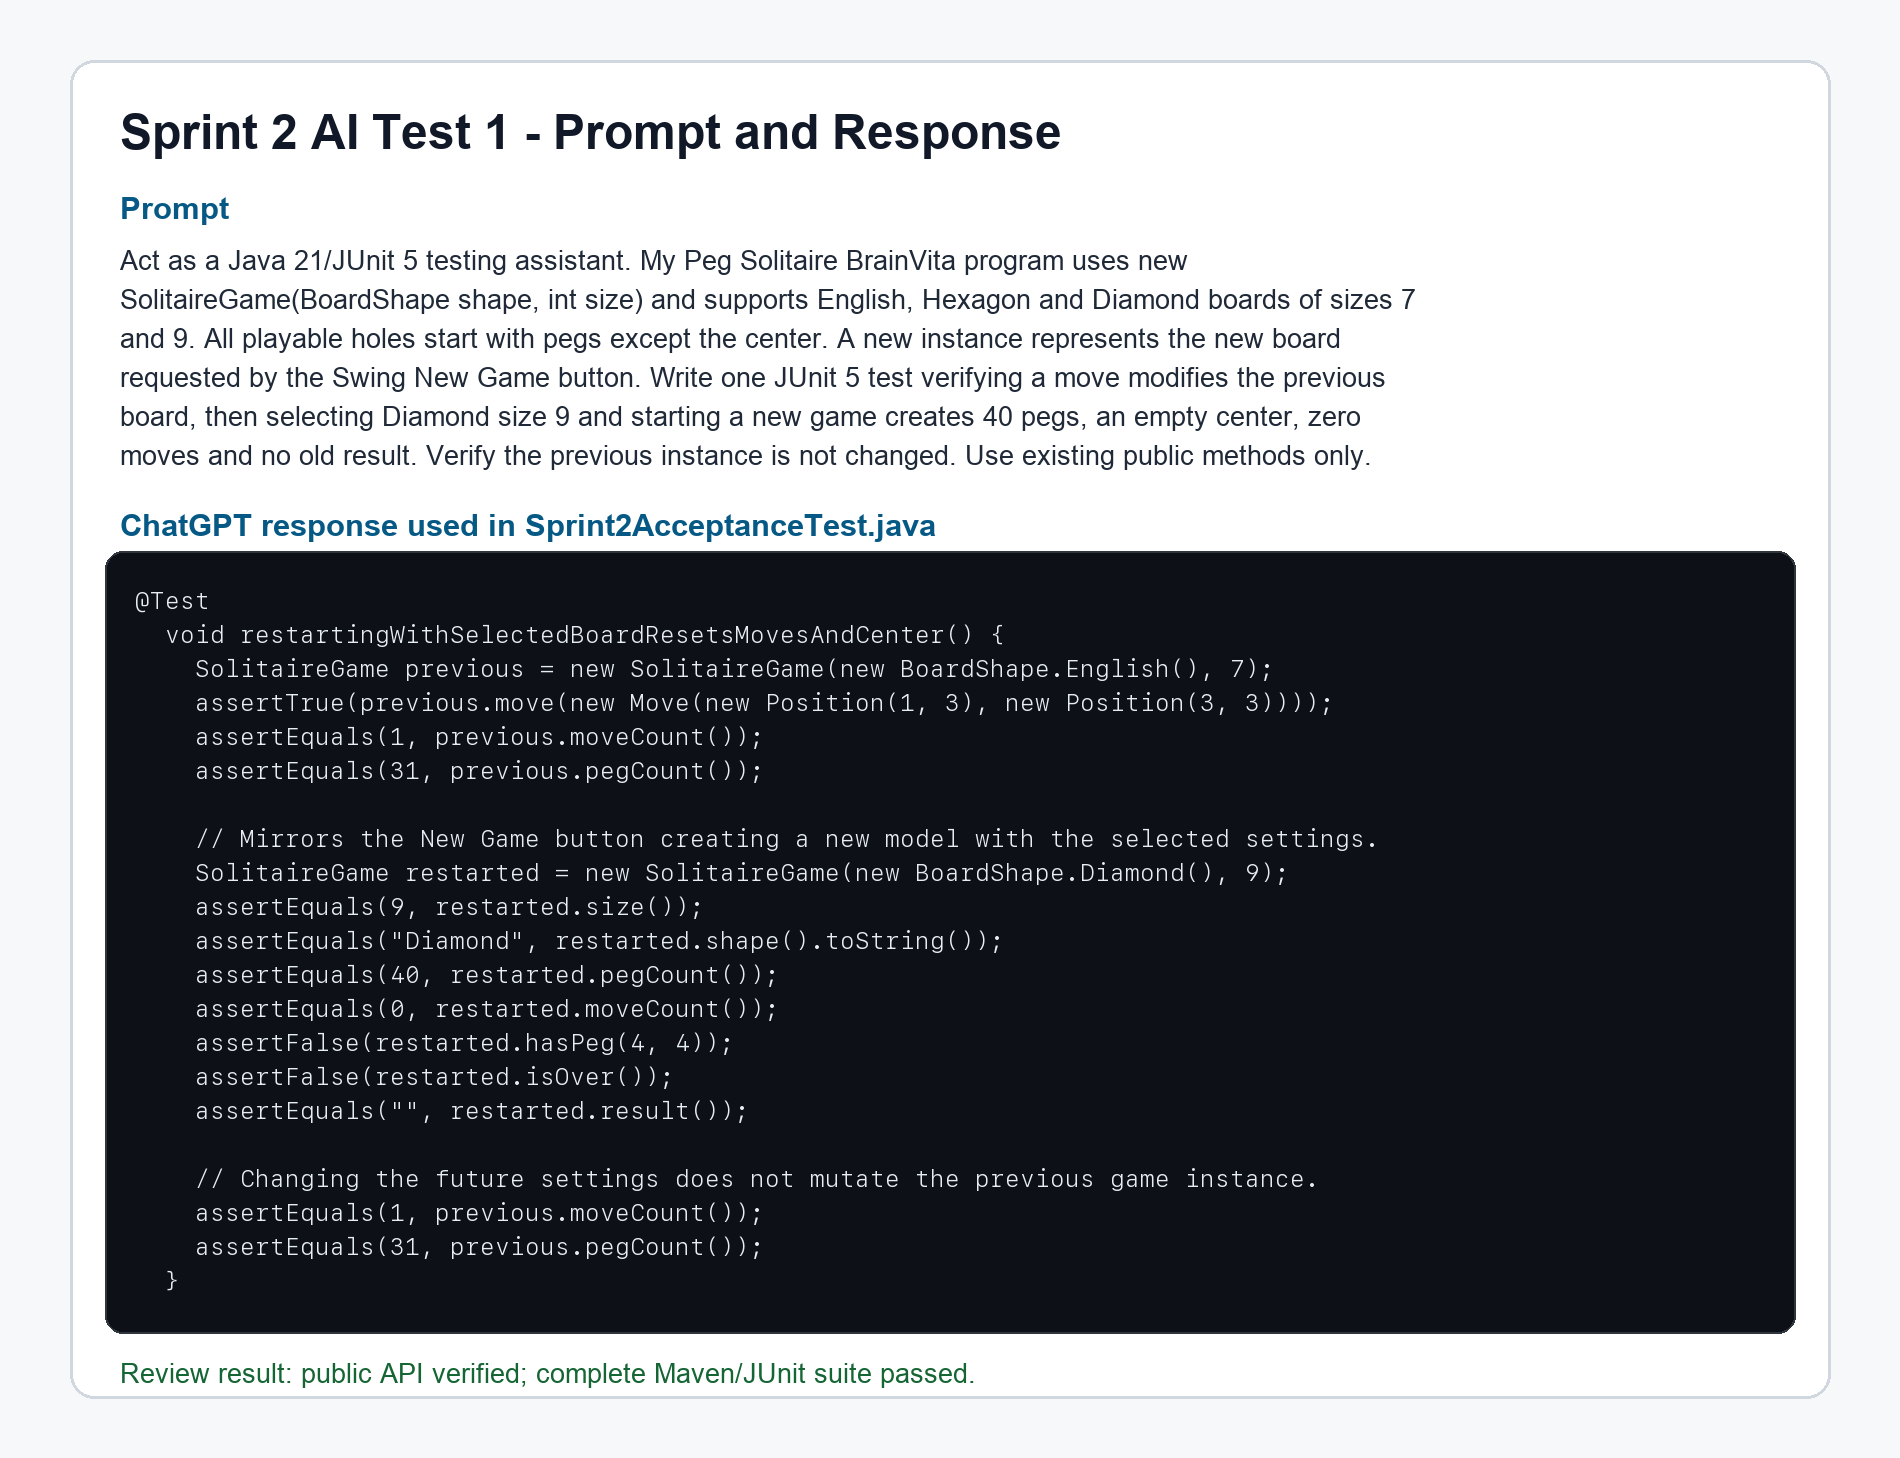 Sprint 2 AI Test 1 - Prompt and Response
Prompt
Act as a Java 21/JUnit 5 testing assistant. My Peg Solitaire BrainVita program uses new
SolitaireGame(BoardShape shape, int size) and supports English, Hexagon and Diamond boards of sizes 7
and 9. All playable holes start with pegs except the center. A new instance represents the new board
requested by the Swing New Game button. Write one JUnit 5 test verifying a move modifies the previous
board, then selecting Diamond size 9 and starting a new game creates 40 pegs, an empty center, zero
moves and no old result. Verify the previous instance is not changed. Use existing public methods only.
ChatGPT response used in Sprint2AcceptanceTest.java
@Test
  void restartingWithSelectedBoardResetsMovesAndCenter() {
    SolitaireGame previous = new SolitaireGame(new BoardShape.English(), 7);
    assertTrue(previous.move(new Move(new Position(1, 3), new Position(3, 3))));
    assertEquals(1, previous.moveCount());
    assertEquals(31, previous.pegCount());

    // Mirrors the New Game button creating a new model with the selected settings.
    SolitaireGame restarted = new SolitaireGame(new BoardShape.Diamond(), 9);
    assertEquals(9, restarted.size());
    assertEquals("Diamond", restarted.shape().toString());
    assertEquals(40, restarted.pegCount());
    assertEquals(0, restarted.moveCount());
    assertFalse(restarted.hasPeg(4, 4));
    assertFalse(restarted.isOver());
    assertEquals("", restarted.result());

    // Changing the future settings does not mutate the previous game instance.
    assertEquals(1, previous.moveCount());
    assertEquals(31, previous.pegCount());
  }
Review result: public API verified; complete Maven/JUnit suite passed.